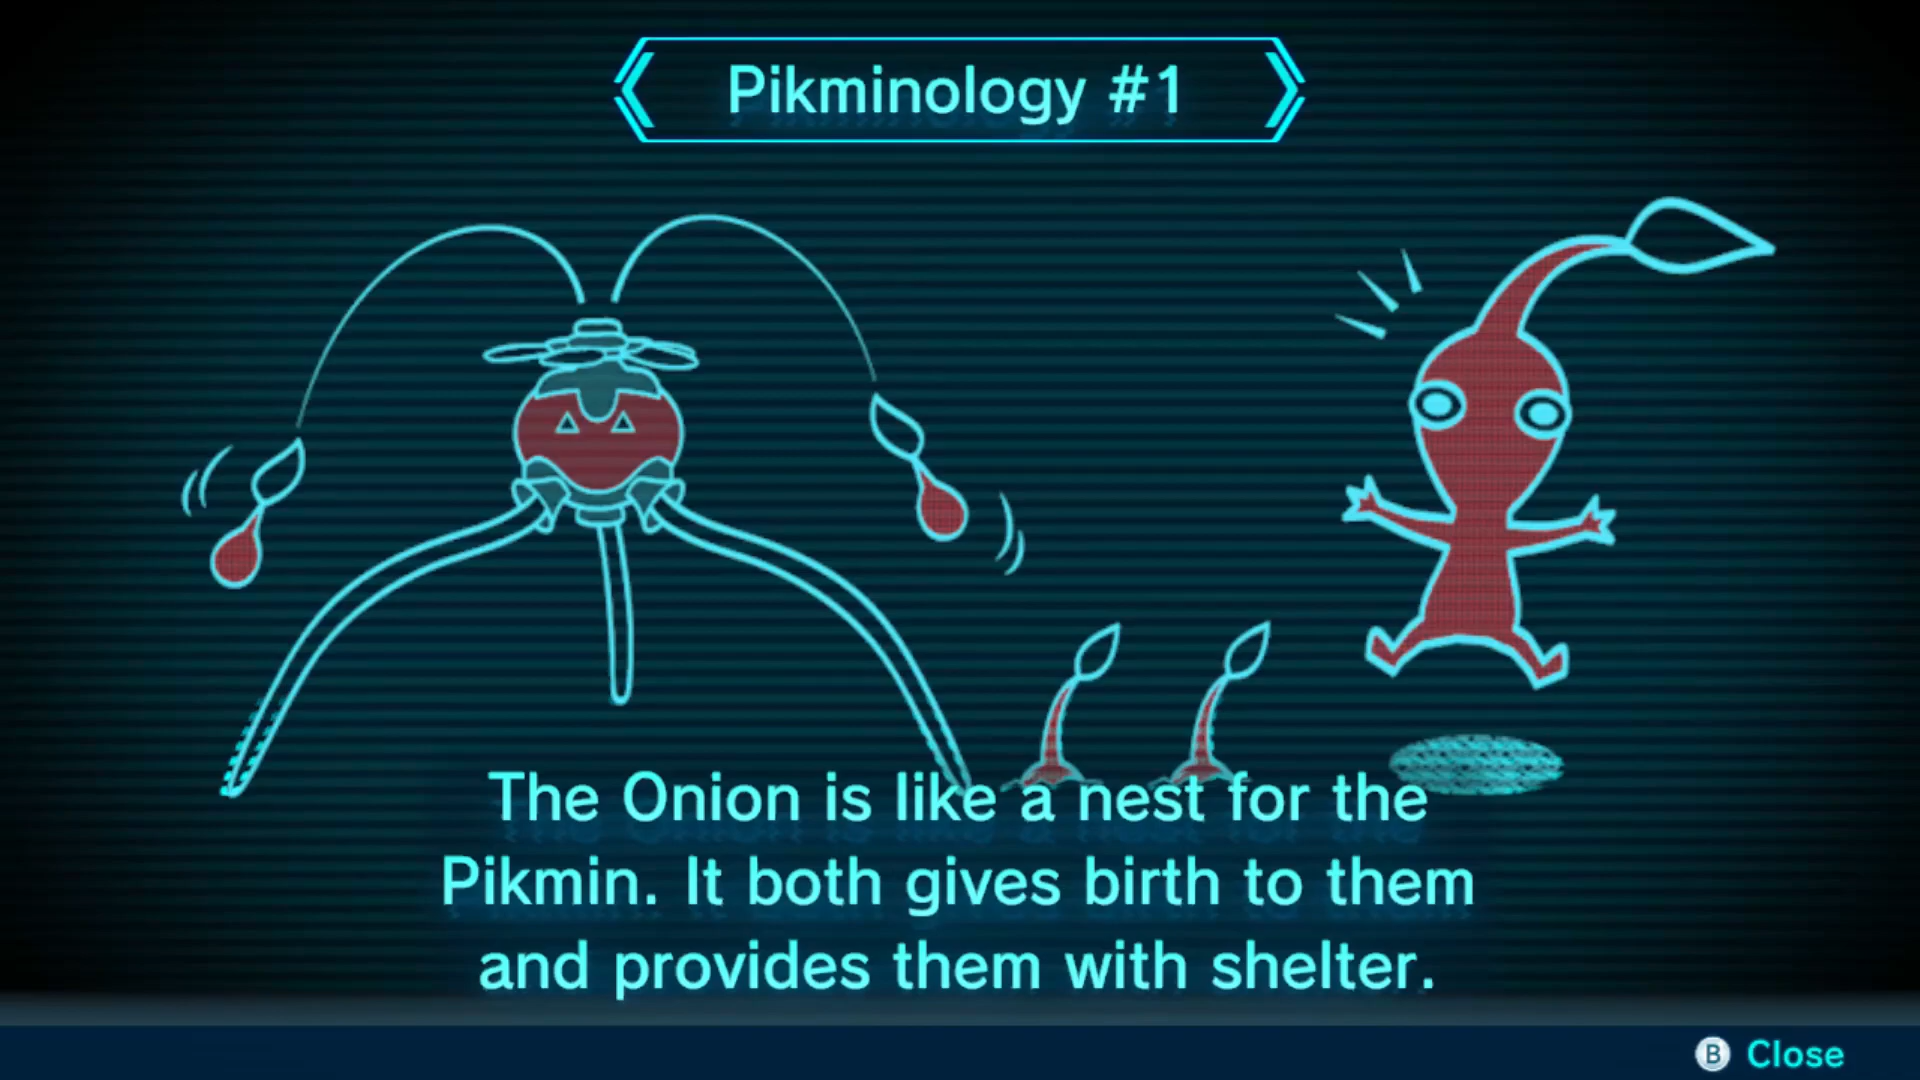 Pikminology #1
The Onion is like a nest for the
Pikmin. It both gives birth to them
and provides them with shelter.
B Close